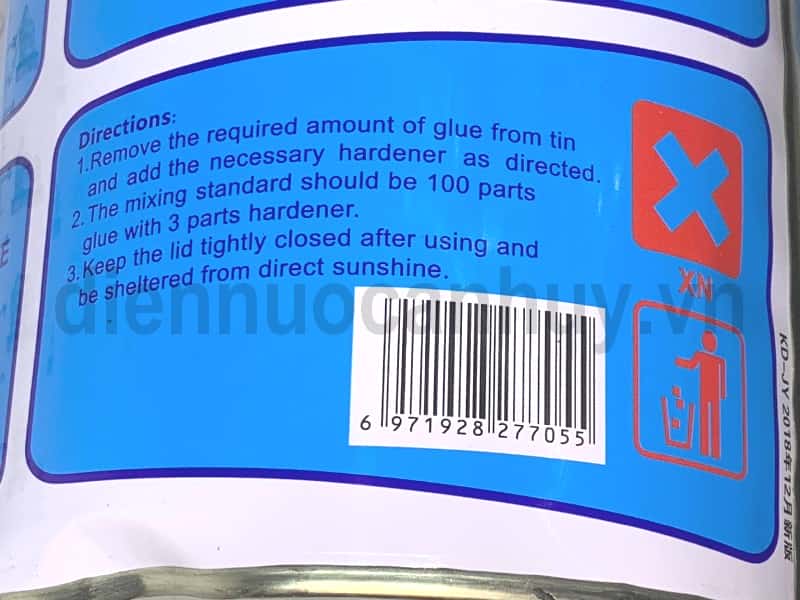 Directions:
1.Remove the required amount of glue from tin
and add the necessary hardener as directed.
2.The mixing standard should be 100 parts
glue with 3 parts hardener.
3.Keep the lid tightly closed after using and
be sheltered from direct sunshine.
diennuocanhuy.vn
XN
6 971928 277055
KD-JY 2018年12月新版